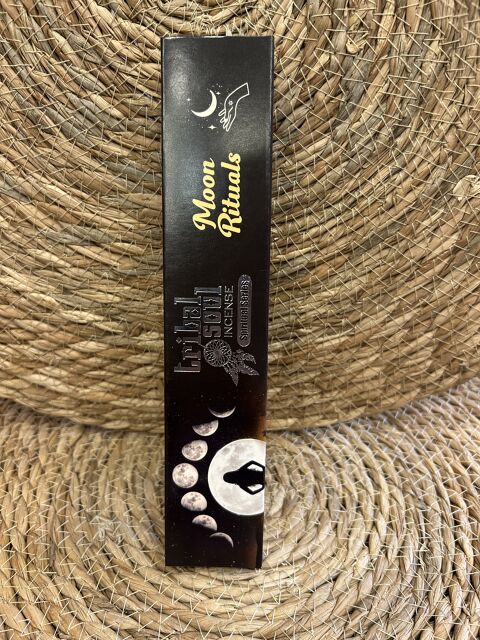 Moon
Rituals
tribal
soul
INCENSE
Spiritual Series